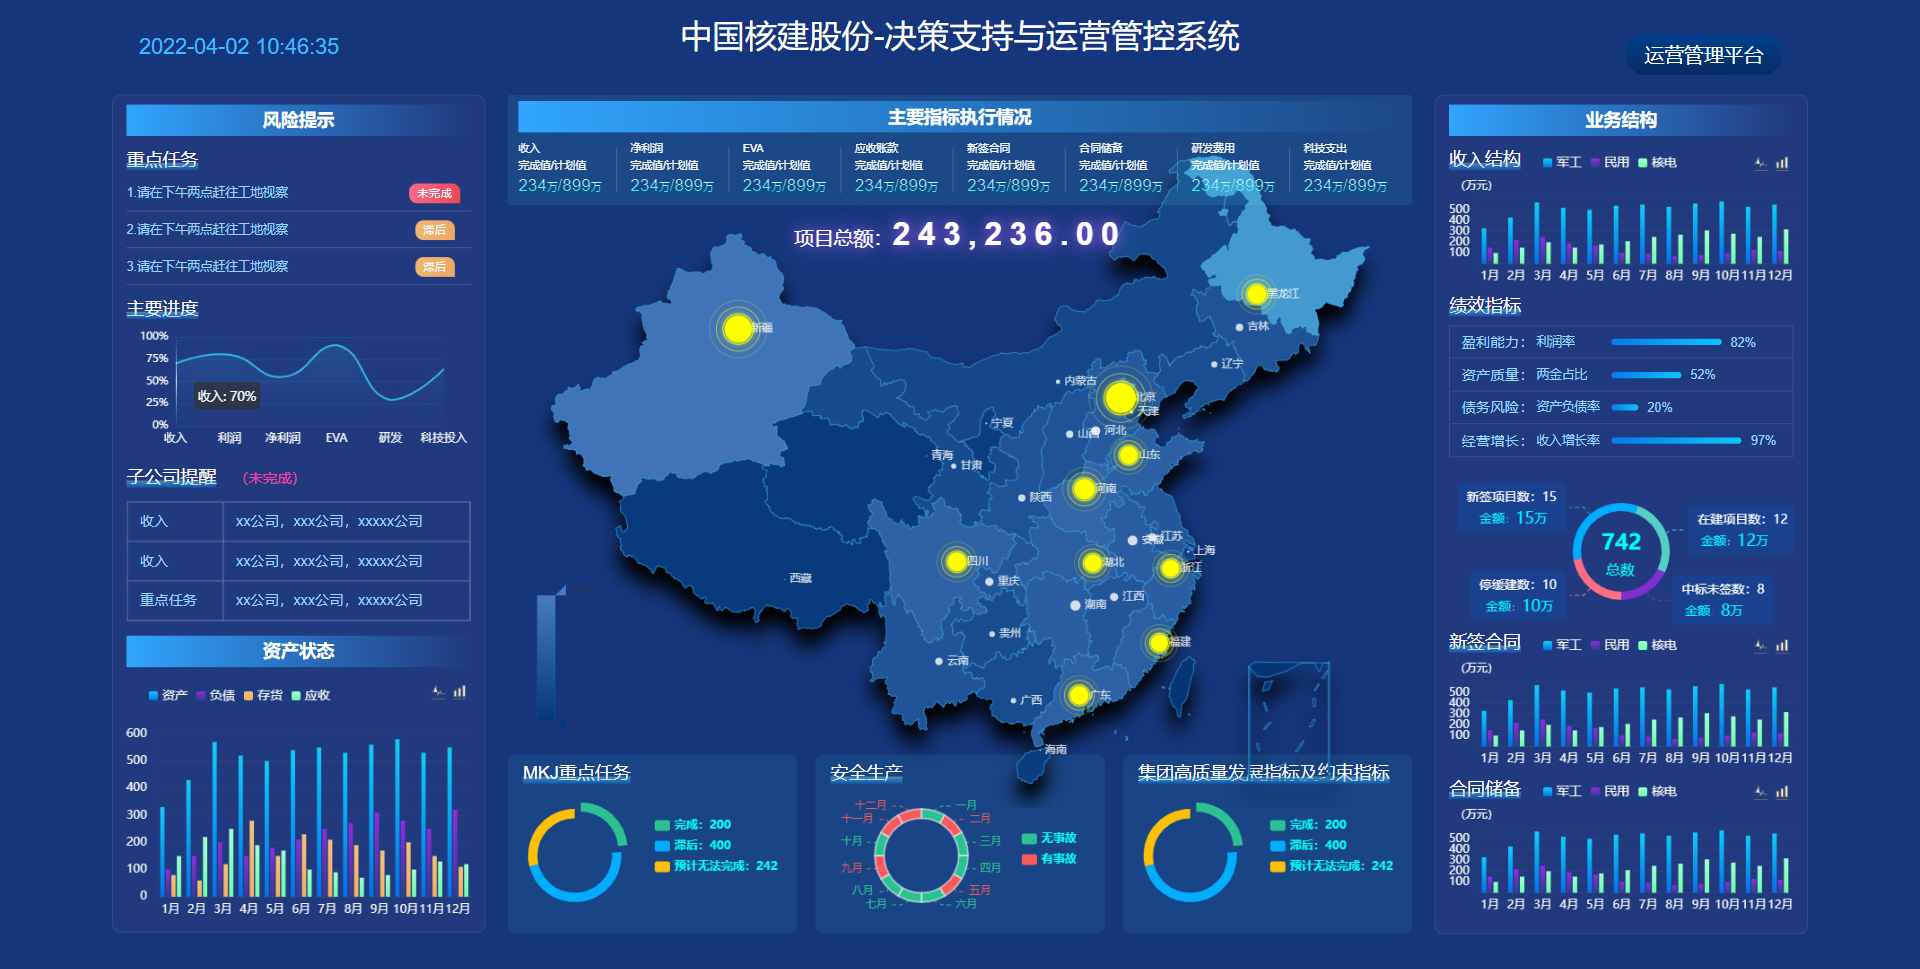 2022-04-02 10:46:35
中国核建股份-决策支持与运营管控系统
运营管理平台
风险提示
重点任务
1.请在下午两点赶往工地视察 未完成
2.请在下午两点赶往工地视察 滞后
3.请在下午两点赶往工地视察 滞后
主要进度
100%
75%
50%
25%
0%
收入: 70%
收入 利润 净利润 EVA 研发 科技投入
子公司提醒 (未完成)
收入 xx公司，xxx公司，xxxxx公司
收入 xx公司，xxx公司，xxxxx公司
重点任务 xx公司，xxx公司，xxxxx公司
资产状态
资产 负债 存货 应收
600
500
400
300
200
100
0
1月 2月 3月 4月 5月 6月 7月 8月 9月 10月 11月 12月
主要指标执行情况
收入 净利润 EVA 应收账款 新签合同 合同储备 研发费用 科技支出
完成值/计划值 完成值/计划值 完成值/计划值 完成值/计划值 完成值/计划值 完成值/计划值 完成值/计划值 完成值/计划值
234万/899万 234万/899万 234万/899万 234万/899万 234万/899万 234万/899万 234万/899万 234万/899万
项目总额: 243,236.00
黑龙江
新疆
吉林
辽宁
内蒙古
北京
天津
宁夏
山西
河北
青海
甘肃
山东
陕西
河南
安徽
江苏
上海
四川
湖北
浙江
西藏
重庆
湖南
江西
贵州
福建
云南
广西
广东
海南
MKJ重点任务
完成：200
滞后：400
预计无法完成：242
安全生产
十二月 一月
十一月 二月
十月 三月
九月 四月
八月 五月
七月 六月
无事故
有事故
集团高质量发展指标及约束指标
完成：200
滞后：400
预计无法完成：242
业务结构
收入结构 军工 民用 核电
(万元)
500
400
300
200
100
1月 2月 3月 4月 5月 6月 7月 8月 9月 10月 11月 12月
绩效指标
盈利能力： 利润率 82%
资产质量： 两金占比 52%
债务风险： 资产负债率 20%
经营增长： 收入增长率 97%
新签项目数：15
金额：15万
在建项目数：12
金额：12万
742
总数
停缓建数：10
金额：10万
中标未签数：8
金额 8万
新签合同 军工 民用 核电
(万元)
500
400
300
200
100
1月 2月 3月 4月 5月 6月 7月 8月 9月 10月 11月 12月
合同储备 军工 民用 核电
(万元)
500
400
300
200
100
1月 2月 3月 4月 5月 6月 7月 8月 9月 10月 11月 12月